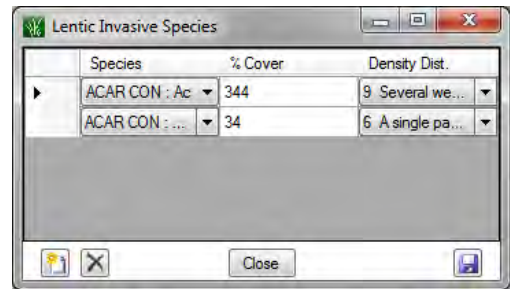 Lentic Invasive Species
Species % Cover Density Dist.
ACAR CON : Ac 344 9 Several we...
ACAR CON : ... 34 6 A single pa...
Close